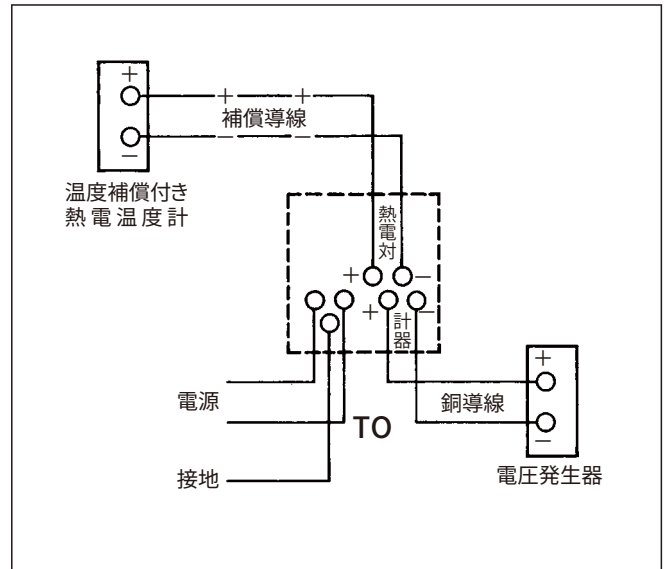 +
+ +
補償導線
− −
−
温度補償付き
熱電温度計
熱電対
+ −
+ −
計器
電源
TO
銅導線
+
−
接地
電圧発生器